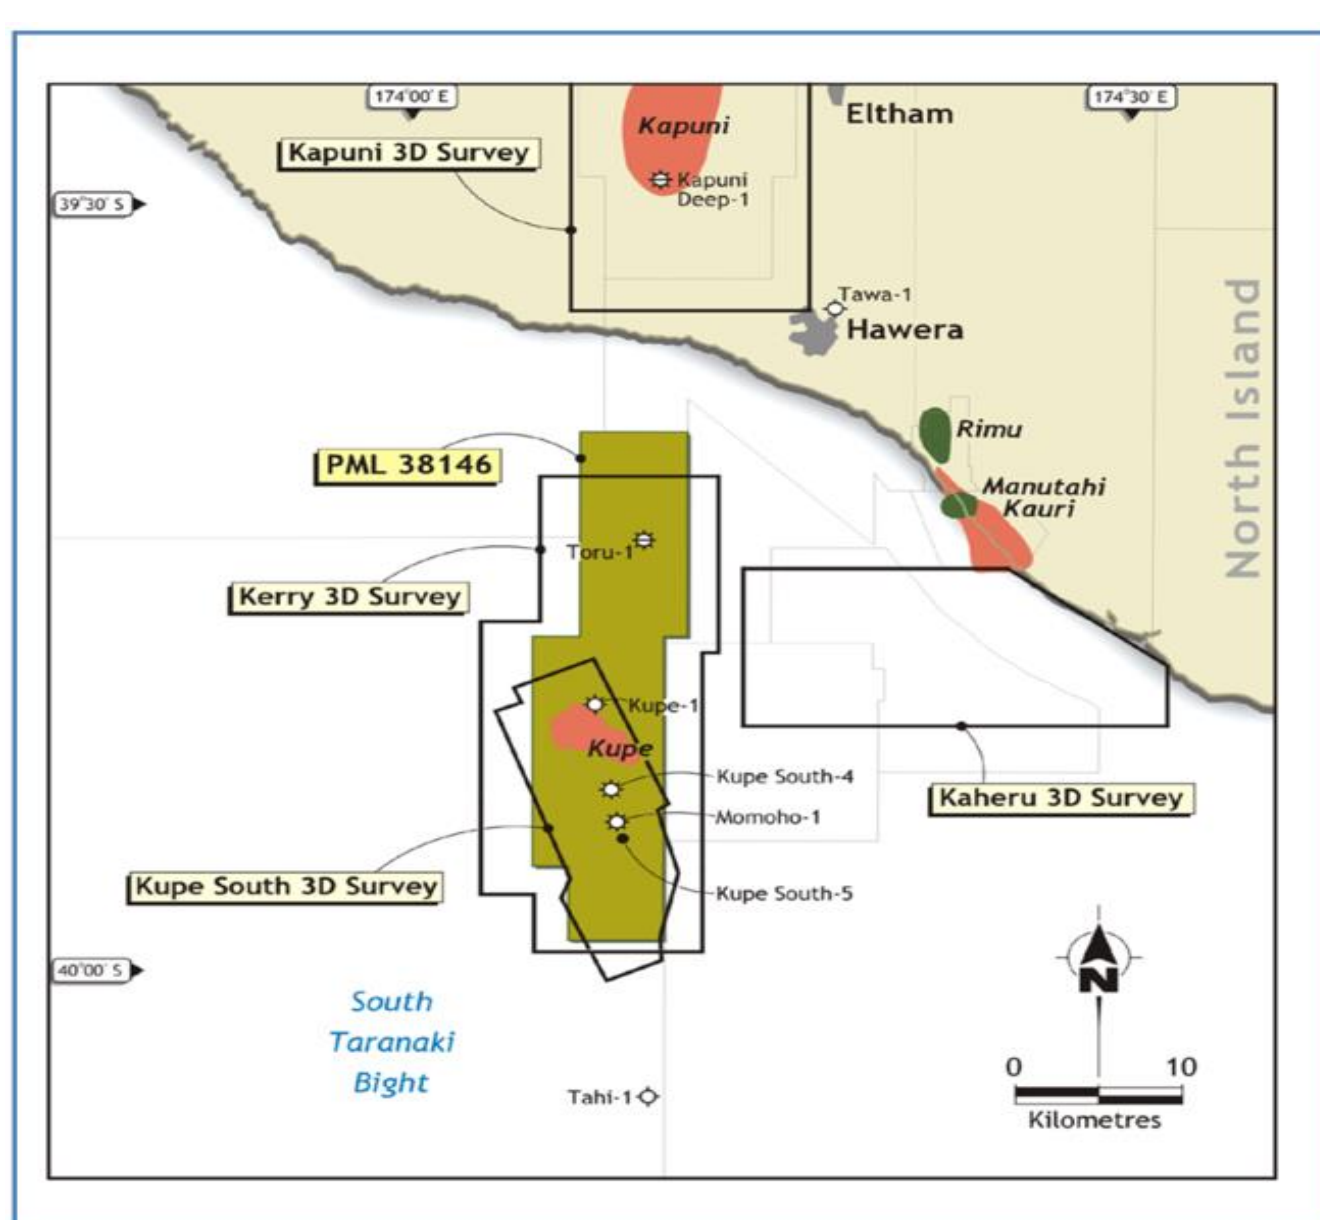 174°00' E
174°30' E
Eltham
Kapuni
Kapuni 3D Survey
Kapuni
Deep-1
39°30' S
Tawa-1
Hawera
North Island
Rimu
PML 38146
Manutahi
Kauri
Toru-1
Kerry 3D Survey
Kupe-1
Kupe
Kupe South-4
Kaheru 3D Survey
Momoho-1
Kupe South 3D Survey
Kupe South-5
40°00' S
South
Taranaki
Bight
N
0 10
Kilometres
Tahi-1